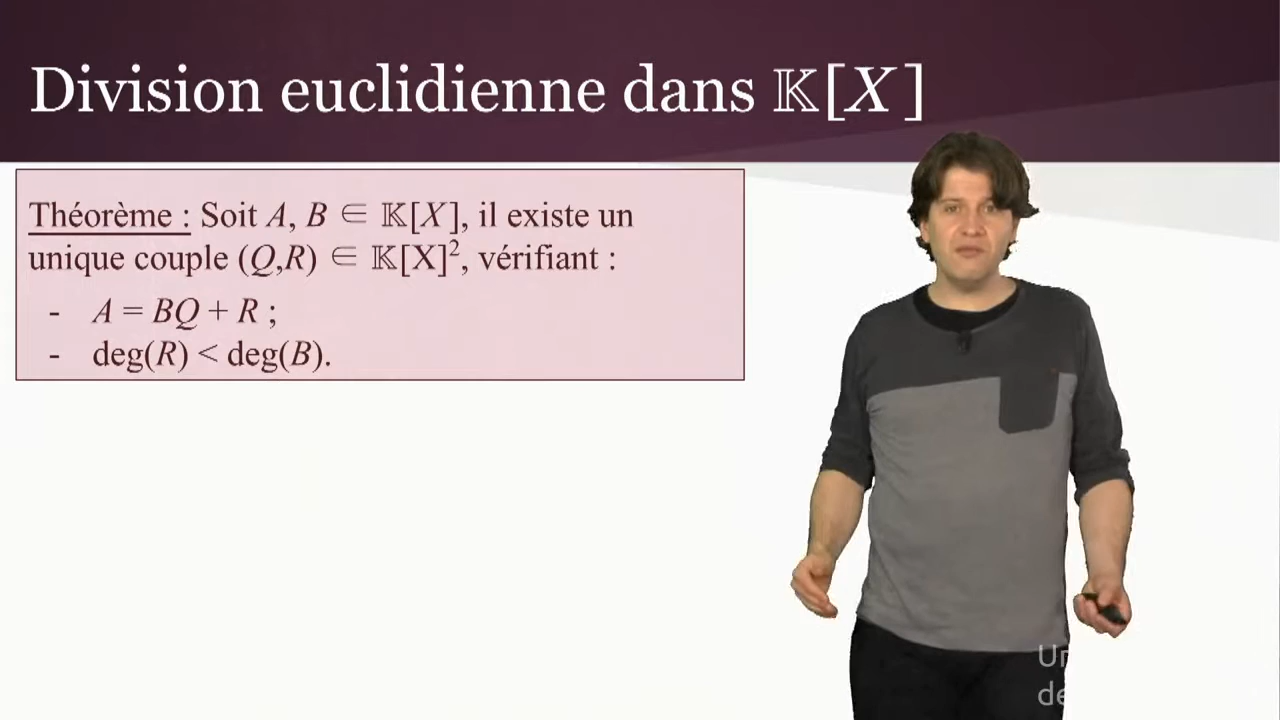 Division euclidienne dans 𝕂[X]
Théorème : Soit A, B ∈ 𝕂[X], il existe un
unique couple (Q,R) ∈ 𝕂[X]², vérifiant :
- A = BQ + R ;
- deg(R) < deg(B).